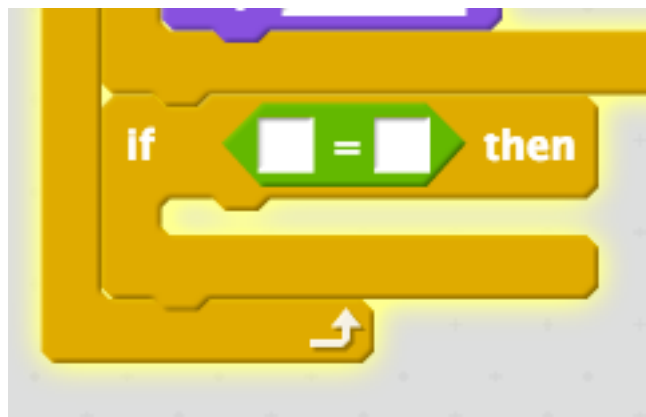 if = then